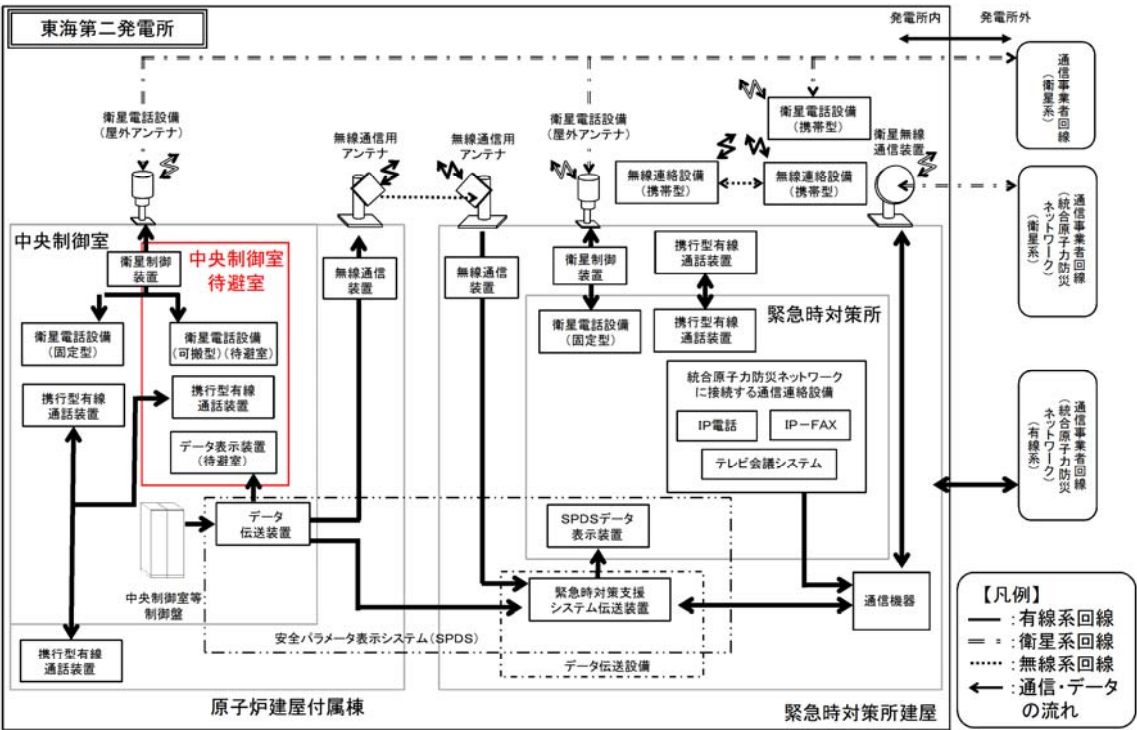 東海第二発電所
発電所内
発電所外
通信事業者回線
(衛星系)
衛星電話設備
(屋外アンテナ)
無線通信用
アンテナ
無線通信用
アンテナ
衛星電話設備
(屋外アンテナ)
衛星電話設備
(携帯型)
衛星無線
通信装置
無線連絡設備
(携帯型)
無線連絡設備
(携帯型)
通信事業者回線
(統合原子力防災
ネットワーク)
(衛星系)
中央制御室
衛星制御
装置
中央制御室
待避室
無線通信
装置
無線通信
装置
衛星制御
装置
携行型有線
通話装置
緊急時対策所
衛星電話設備
(固定型)
衛星電話設備
(可搬型)(待避室)
衛星電話設備
(固定型)
携行型有線
通話装置
携行型有線
通話装置
携行型有線
通話装置
統合原子力防災ネットワーク
に接続する通信連絡設備
IP電話
IP-FAX
テレビ会議システム
通信事業者回線
(統合原子力防災
ネットワーク)
(有線系)
データ表示装置
(待避室)
データ
伝送装置
SPDSデータ
表示装置
中央制御室等
制御盤
緊急時対策支援
システム伝送装置
通信機器
安全パラメータ表示システム(SPDS)
データ伝送設備
携行型有線
通話装置
原子炉建屋付属棟
緊急時対策所建屋
【凡例】
:有線系回線
:衛星系回線
:無線系回線
:通信・データ
の流れ